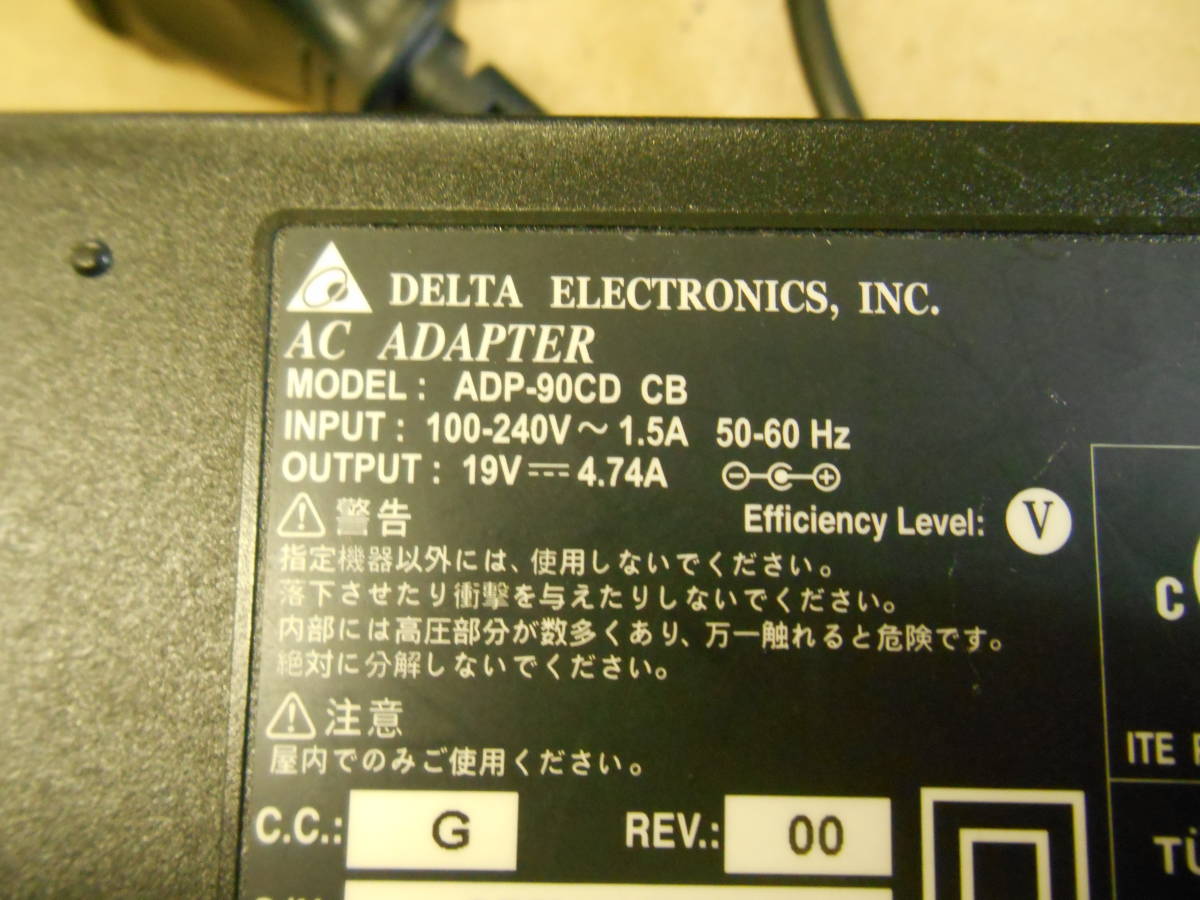 DELTA ELECTRONICS, INC.
AC ADAPTER
MODEL : ADP-90CD CB
INPUT : 100-240V～1.5A 50-60 Hz
OUTPUT : 19V⎓4.74A
Efficiency Level: V
警告
指定機器以外には、使用しないでください。
落下させたり衝撃を与えたりしないでください。
内部には高圧部分が数多くあり、万一触れると危険です。
絶対に分解しないでください。
注意
屋内でのみご使用ください。
C.C.: G REV.: 00
C
ITE
TÜ